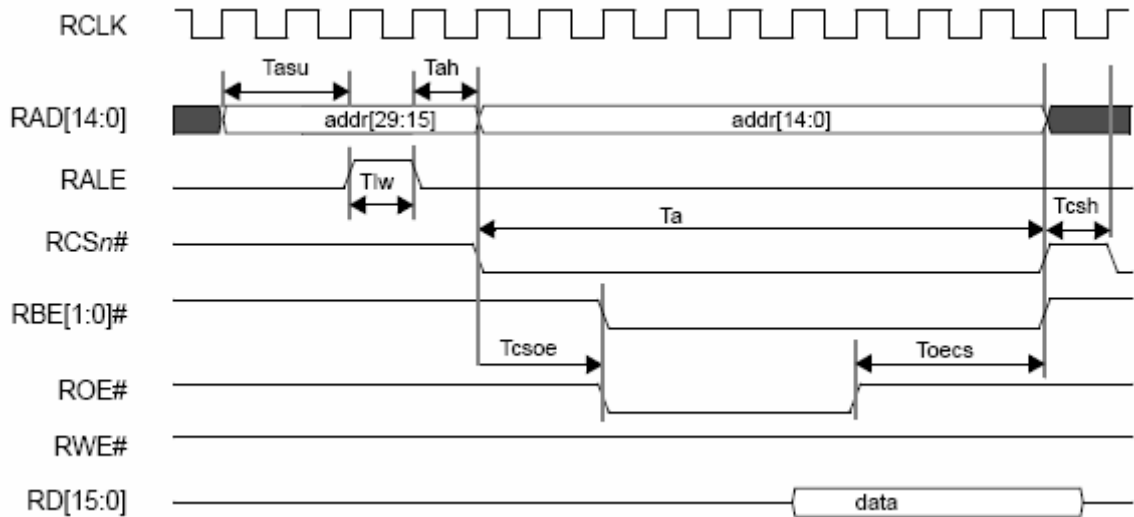 RCLK
Tasu Tah
RAD[14:0] addr[29:15] addr[14:0]
RALE
Tlw
Ta Tcsh
RCSn#
RBE[1:0]#
Tcsoe Toecs
ROE#
RWE#
RD[15:0] data